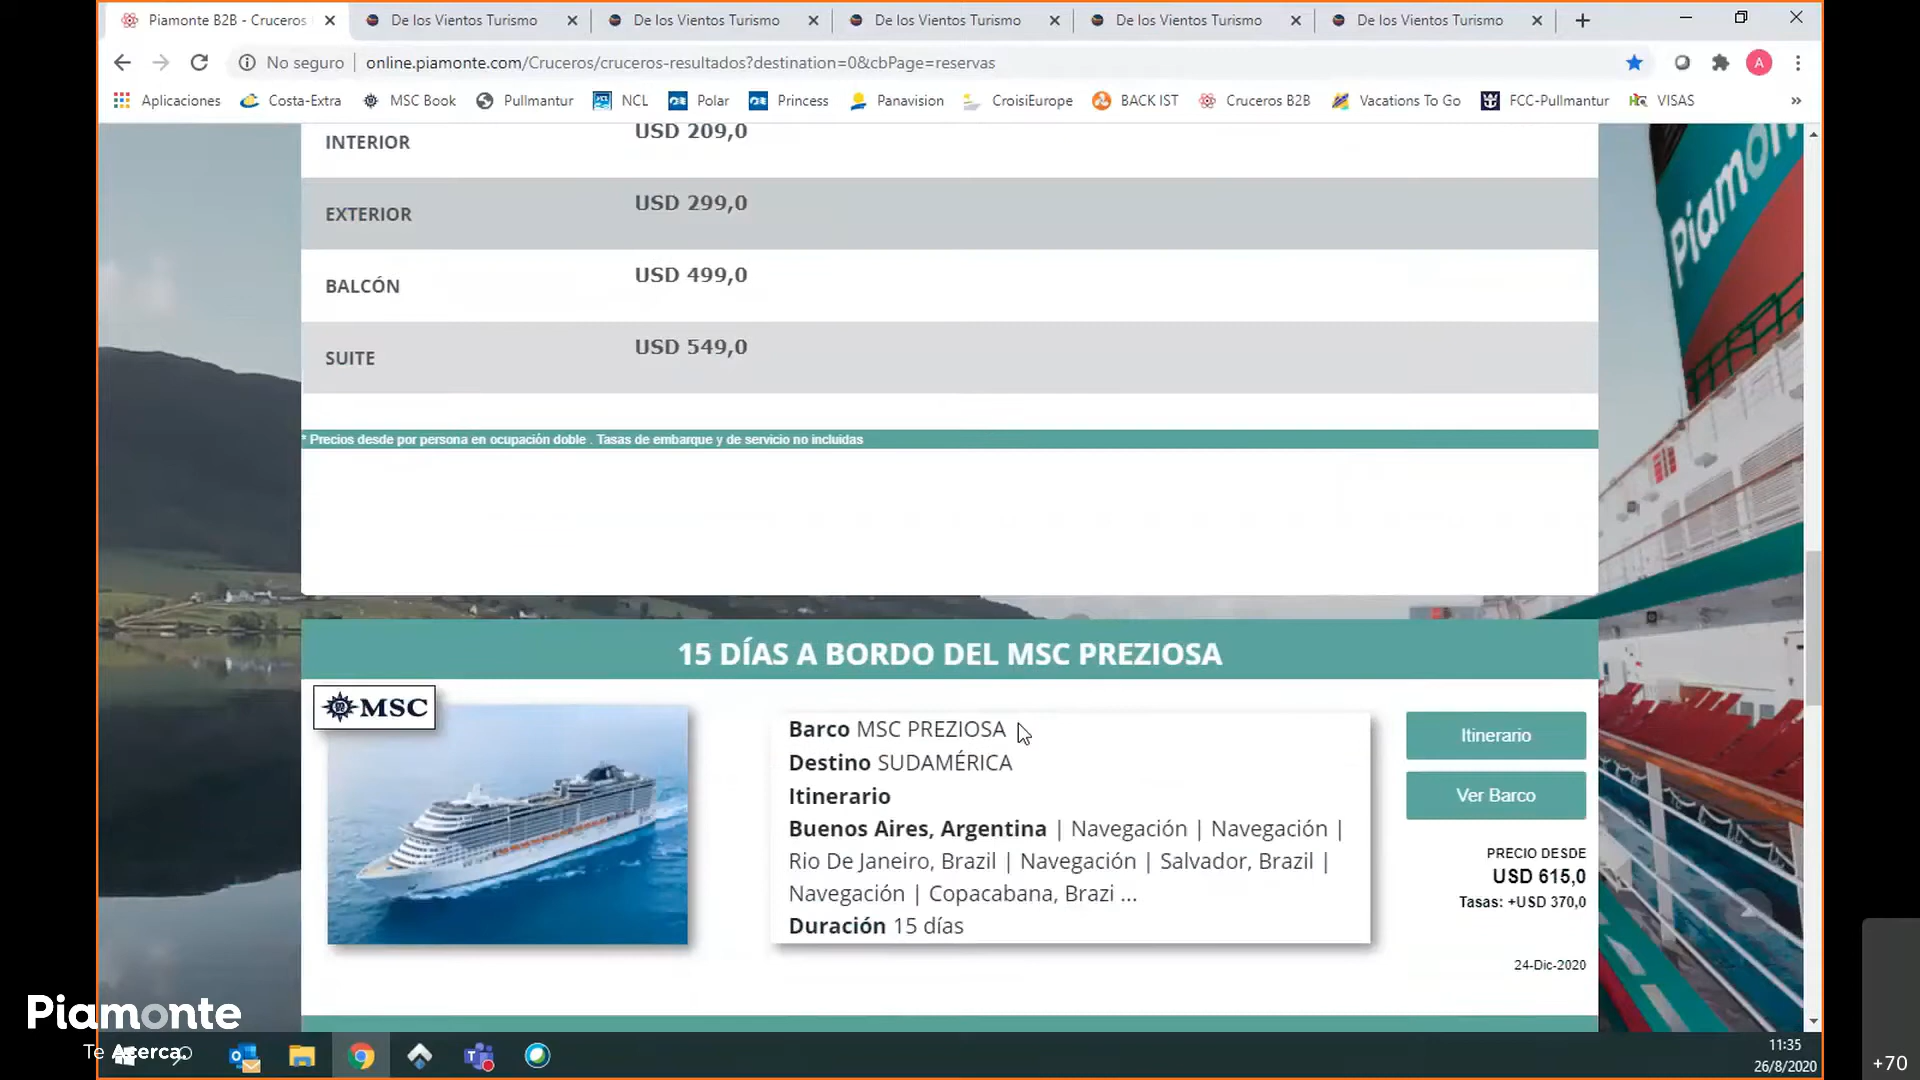 Piamonte B2B - Cruceros
De los Vientos Turismo
De los Vientos Turismo
De los Vientos Turismo
De los Vientos Turismo
De los Vientos Turismo
No seguro
online.piamonte.com/Cruceros/cruceros-resultados?destination=0&cbPage=reservas
A
Aplicaciones
Costa-Extra
MSC Book
Pullmantur
NCL
Polar
Princess
Panavision
CroisiEurope
BACK IST
Cruceros B2B
Vacations To Go
FCC-Pullmantur
VISAS
»
INTERIOR USD 209,0
EXTERIOR USD 299,0
BALCÓN USD 499,0
SUITE USD 549,0
* Precios desde por persona en ocupación doble . Tasas de embarque y de servicio no incluidas
15 DÍAS A BORDO DEL MSC PREZIOSA
MSC
Barco MSC PREZIOSA
Destino SUDAMÉRICA
Itinerario
Buenos Aires, Argentina | Navegación | Navegación |
Rio De Janeiro, Brazil | Navegación | Salvador, Brazil |
Navegación | Copacabana, Brazi ...
Duración 15 días
Itinerario
Ver Barco
PRECIO DESDE
USD 615,0
Tasas: +USD 370,0
24-Dic-2020
Piamont
Piamonte
Te Acerca.
11:35
26/8/2020
+70